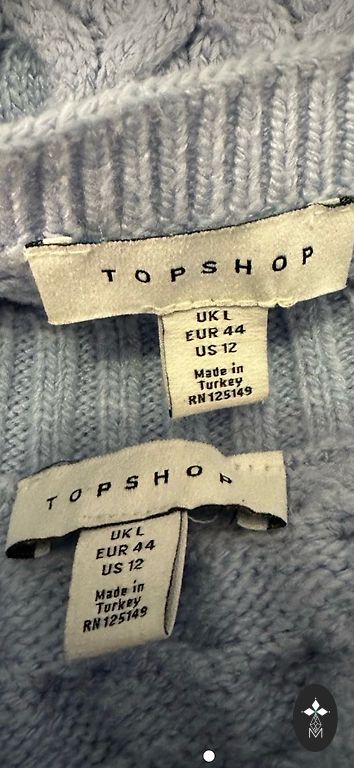 TOPSHOP
UK L
EUR 44
US 12
Made in
Turkey
RN125149
TOPSHOP
UK L
EUR 44
US 12
Made in
Turkey
RN125149
M